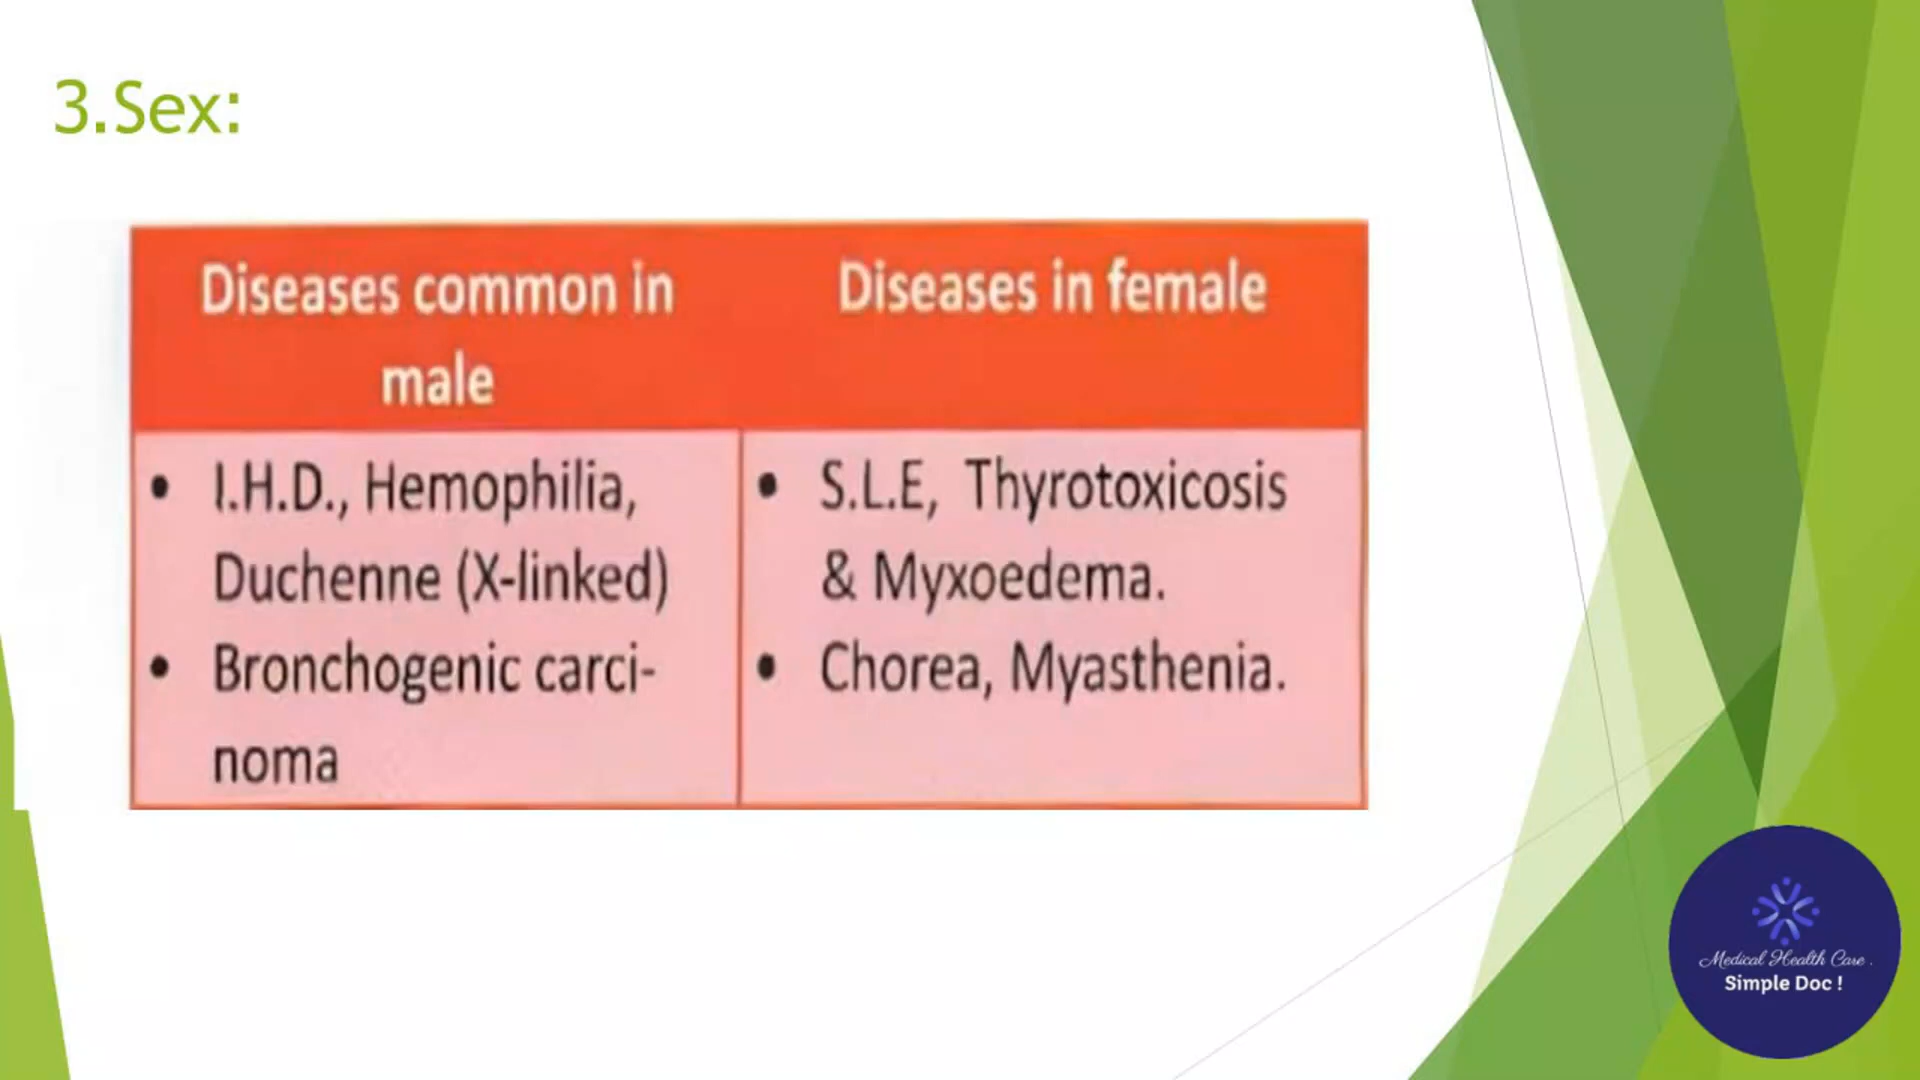 3.Sex:
Diseases common in
male
Diseases in female
• I.H.D., Hemophilia,
Duchenne (X-linked)
• Bronchogenic carci-
noma
• S.L.E, Thyrotoxicosis
& Myxoedema.
• Chorea, Myasthenia.
Medical Health Care .
Simple Doc !